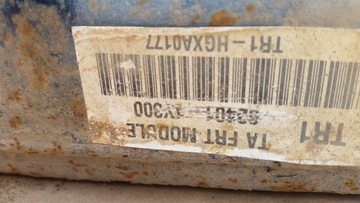 TR1
TA FRT MODULE
62401-1Y300
TR1-HGXA0177